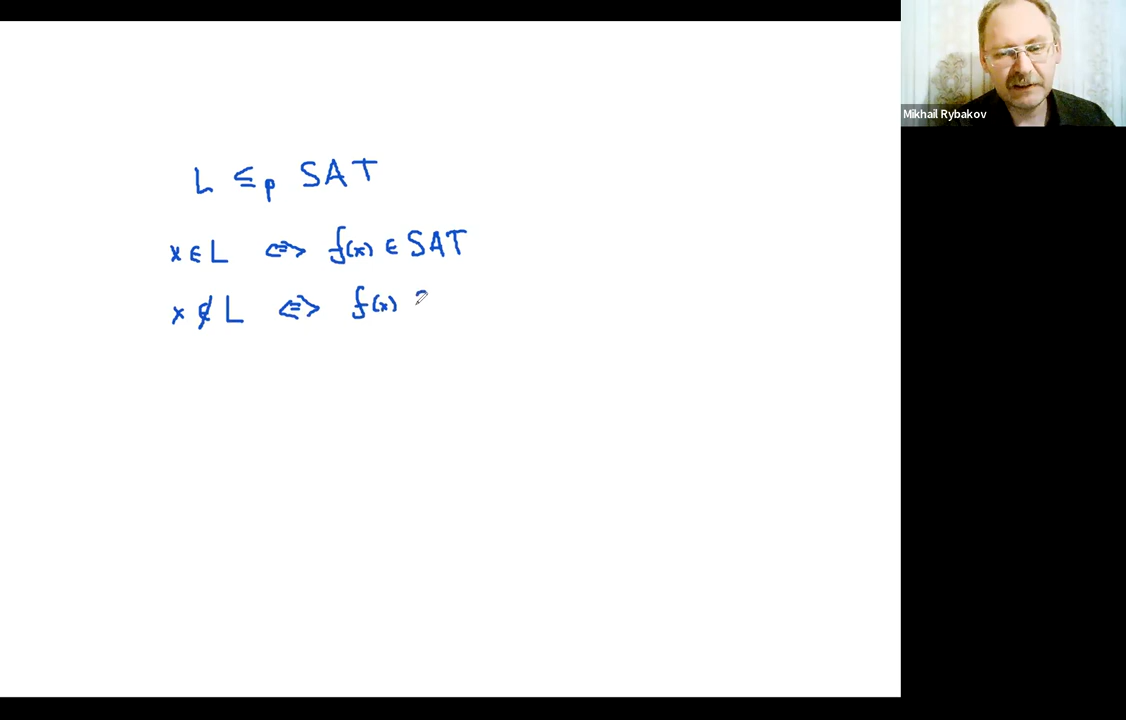 L ≤p SAT
x ∈ L ⇔ f(x) ∈ SAT
x ∉ L ⇔ f(x)
Mikhail Rybakov